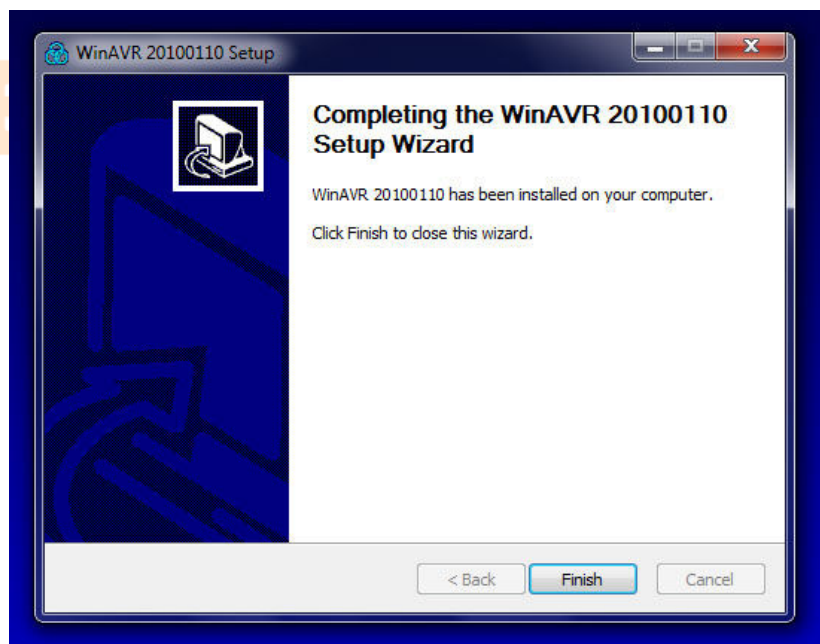 WinAVR 20100110 Setup
Completing the WinAVR 20100110
Setup Wizard
WinAVR 20100110 has been installed on your computer.
Click Finish to close this wizard.
< Back
Finish
Cancel